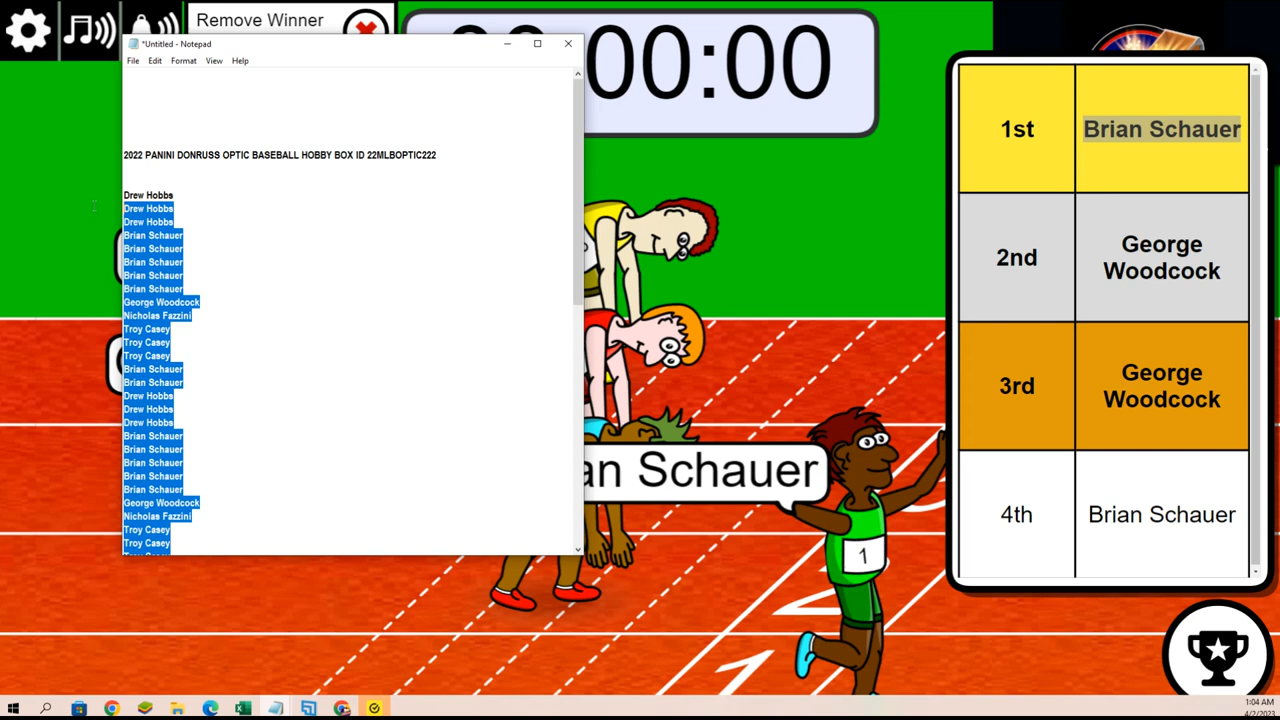 Remove Winner
00:00
*Untitled - Notepad
File Edit Format View Help
2022 PANINI DONRUSS OPTIC BASEBALL HOBBY BOX ID 22MLBOPTIC222
Drew Hobbs
Drew Hobbs
Drew Hobbs
Brian Schauer
Brian Schauer
Brian Schauer
Brian Schauer
Brian Schauer
George Woodcock
Nicholas Fazzini
Troy Casey
Troy Casey
Troy Casey
Brian Schauer
Brian Schauer
Drew Hobbs
Drew Hobbs
Drew Hobbs
Brian Schauer
Brian Schauer
Brian Schauer
Brian Schauer
Brian Schauer
George Woodcock
Nicholas Fazzini
Troy Casey
Troy Casey
an Schauer
1
1
1st Brian Schauer
2nd George
Woodcock
3rd George
Woodcock
4th Brian Schauer
1:04 AM
4/2/2023